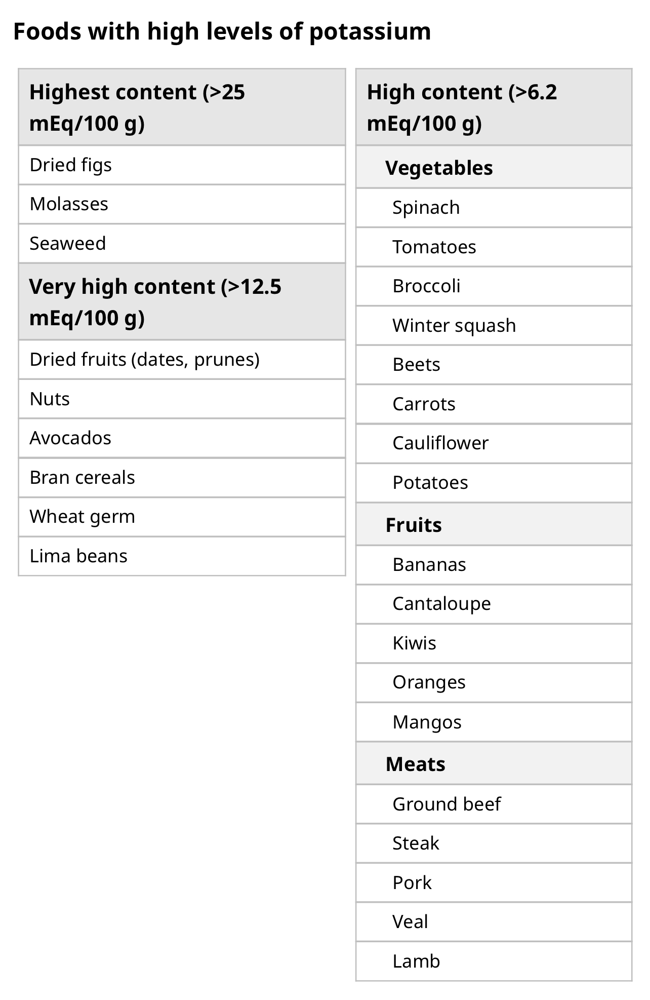 Foods with high levels of potassium
Highest content (>25
mEq/100 g)
Dried figs
Molasses
Seaweed
Very high content (>12.5
mEq/100 g)
Dried fruits (dates, prunes)
Nuts
Avocados
Bran cereals
Wheat germ
Lima beans
High content (>6.2
mEq/100 g)
Vegetables
Spinach
Tomatoes
Broccoli
Winter squash
Beets
Carrots
Cauliflower
Potatoes
Fruits
Bananas
Cantaloupe
Kiwis
Oranges
Mangos
Meats
Ground beef
Steak
Pork
Veal
Lamb